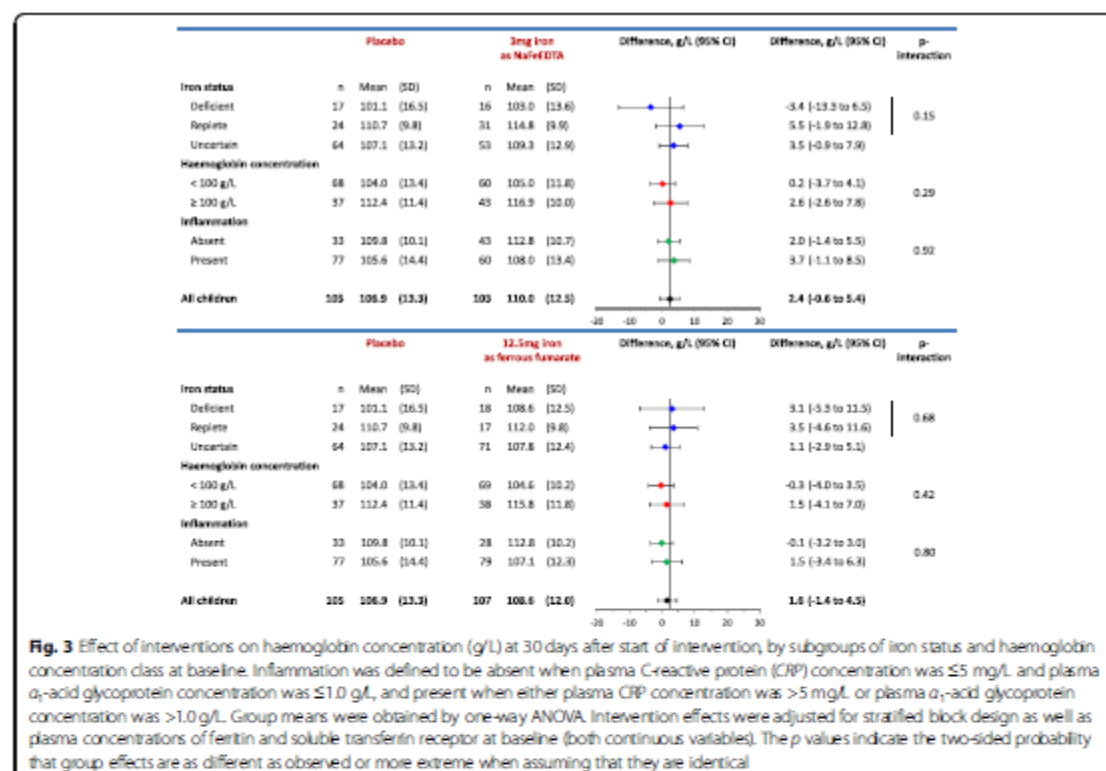 Placebo 3mg iron Difference, g/L (95% CI) Difference, g/L (95% CI) p-
as NaFeEDTA interaction
Iron status n Mean (SD) n Mean (SD)
Deficient 17 101.1 (16.5) 16 103.0 (13.6) -3.4 (-13.3 to 6.5)
0.15
Replete 24 110.7 (9.8) 31 114.8 (9.9) 5.5 (-1.9 to 12.8)
Uncertain 64 107.1 (13.2) 53 109.3 (12.9) 3.5 (-0.9 to 7.9)
Haemoglobin concentration
< 100 g/L 68 104.0 (13.4) 60 105.0 (11.8) 0.2 (-3.7 to 4.1)
0.29
≥ 100 g/L 37 112.4 (11.4) 43 116.9 (10.0) 2.6 (-2.6 to 7.8)
Inflammation
Absent 33 109.8 (10.1) 43 112.8 (10.7) 2.0 (-1.4 to 5.5)
0.92
Present 77 105.6 (14.4) 60 108.0 (13.4) 3.7 (-1.1 to 8.5)
All children 105 106.9 (13.3) 103 110.0 (12.5) 2.4 (-0.6 to 5.4)
-20 -10 0 10 20 30
Placebo 12.5mg iron Difference, g/L (95% CI) Difference, g/L (95% CI) p-
as ferrous fumarate interaction
Iron status n Mean (SD) n Mean (SD)
Deficient 17 101.1 (16.5) 18 108.6 (12.5) 3.1 (-5.3 to 11.5)
0.68
Replete 24 110.7 (9.8) 17 112.0 (9.8) 3.5 (-4.6 to 11.6)
Uncertain 64 107.1 (13.2) 71 107.8 (12.4) 1.1 (-2.9 to 5.1)
Haemoglobin concentration
< 100 g/L 68 104.0 (13.4) 69 104.6 (10.2) -0.3 (-4.0 to 3.5)
0.42
≥ 100 g/L 37 112.4 (11.4) 38 115.8 (11.8) 1.5 (-4.1 to 7.0)
Inflammation
Absent 33 109.8 (10.1) 28 112.8 (10.2) -0.1 (-3.2 to 3.0)
0.80
Present 77 105.6 (14.4) 79 107.1 (12.3) 1.5 (-3.4 to 6.3)
All children 105 106.9 (13.3) 107 108.6 (12.0) 1.6 (-1.4 to 4.5)
-20 -10 0 10 20 30
Fig. 3 Effect of interventions on haemoglobin concentration (g/L) at 30 days after start of intervention, by subgroups of iron status and haemoglobin
concentration class at baseline. Inflammation was defined to be absent when plasma C-reactive protein (CRP) concentration was ≤5 mg/L and plasma
α₁-acid glycoprotein concentration was ≤1.0 g/L, and present when either plasma CRP concentration was >5 mg/L or plasma α₁-acid glycoprotein
concentration was >1.0 g/L. Group means were obtained by one-way ANOVA. Intervention effects were adjusted for stratified block design as well as
plasma concentrations of ferritin and soluble transferrin receptor at baseline (both continuous variables). The p values indicate the two-sided probability
that group effects are as different as observed or more extreme when assuming that they are identical